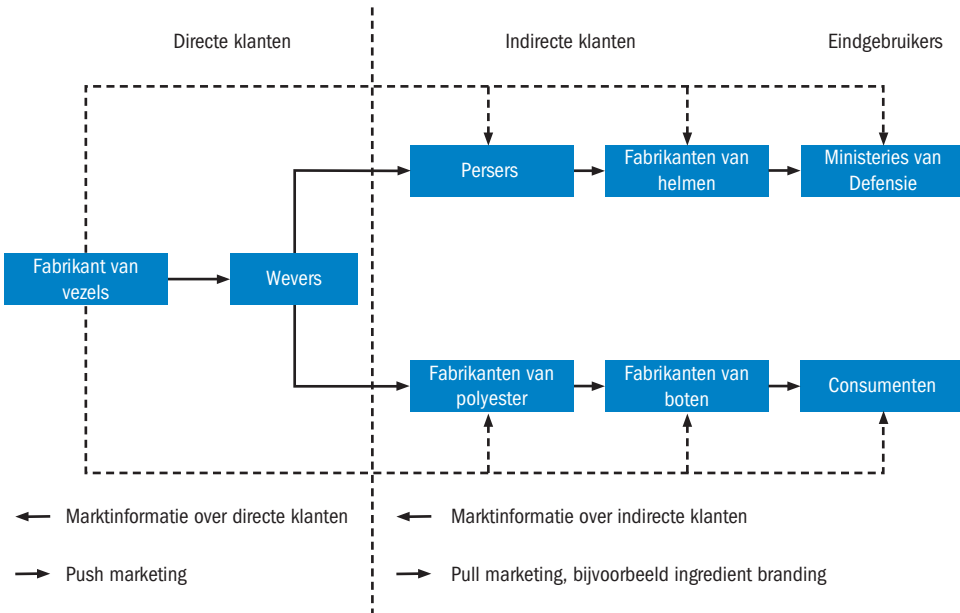 Directe klanten
Indirecte klanten
Eindgebruikers
Persers
Fabrikanten van
helmen
Ministeries van
Defensie
Fabrikant van
vezels
Wevers
Fabrikanten van
polyester
Fabrikanten van
boten
Consumenten
Marktinformatie over directe klanten
Marktinformatie over indirecte klanten
Push marketing
Pull marketing, bijvoorbeeld ingredient branding